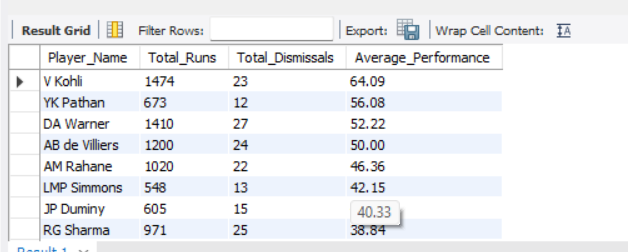 Result Grid Filter Rows: Export: Wrap Cell Content: IA
Player_Name Total_Runs Total_Dismissals Average_Performance
V Kohli 1474 23 64.09
YK Pathan 673 12 56.08
DA Warner 1410 27 52.22
AB de Villiers 1200 24 50.00
AM Rahane 1020 22 46.36
LMP Simmons 548 13 42.15
JP Duminy 605 15 40.33
RG Sharma 971 25 38.84
Result 1